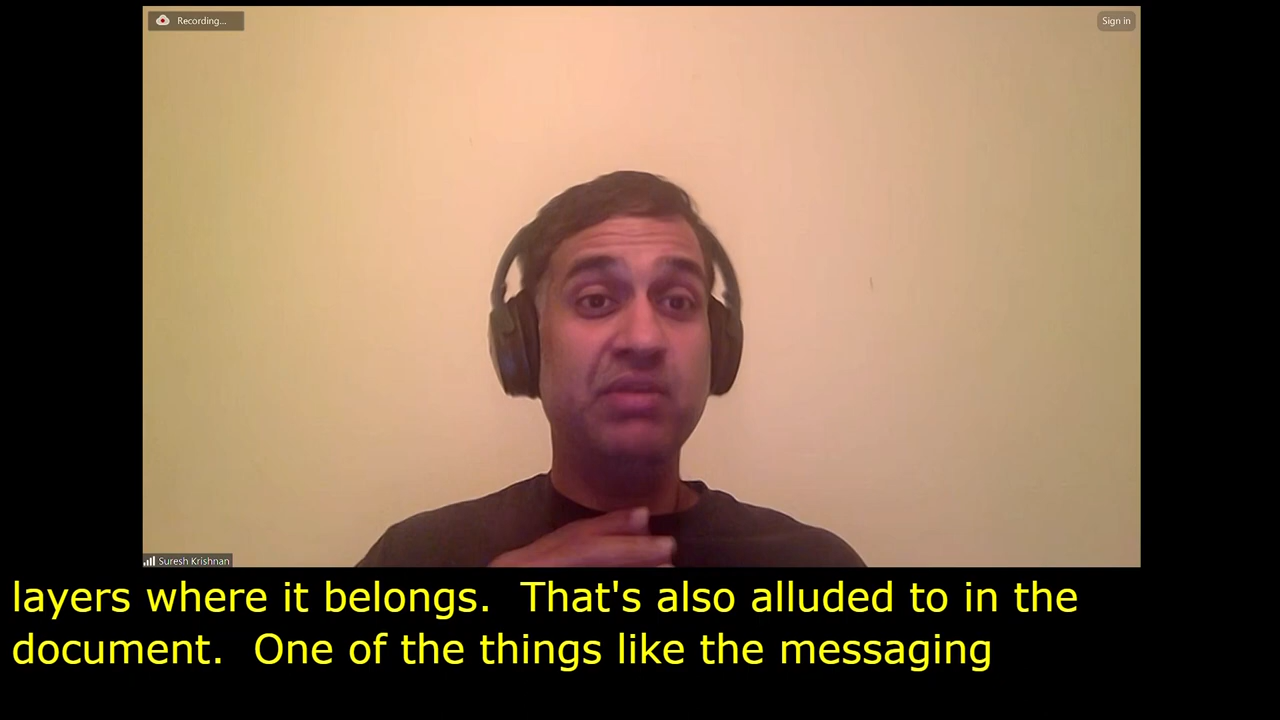 Recording...
Sign in
Suresh Krishnan
layers where it belongs.  That's also alluded to in the
document.  One of the things like the messaging